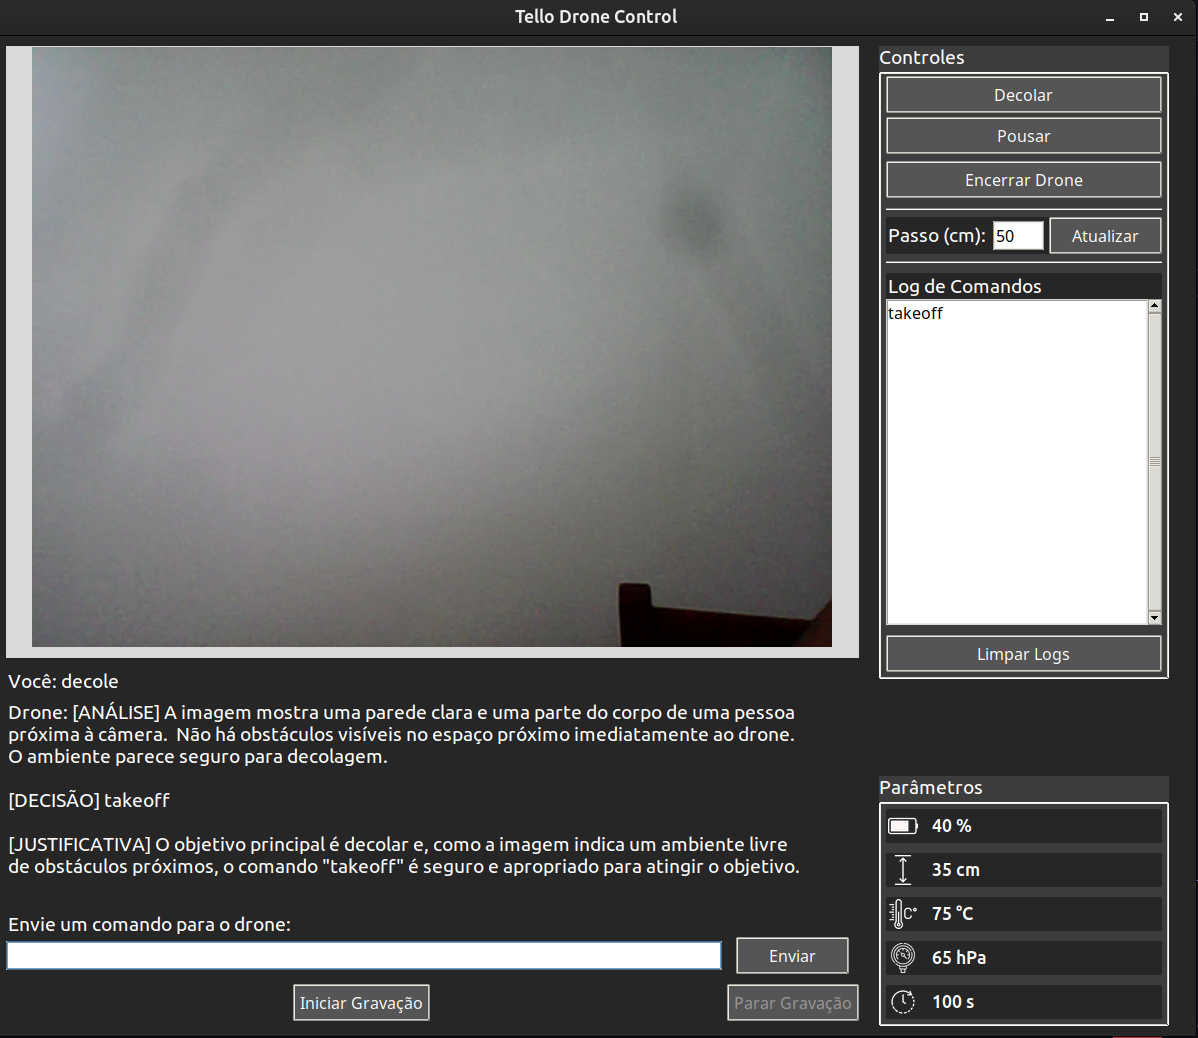 Tello Drone Control
Controles
Decolar
Pousar
Encerrar Drone
Passo (cm): 50 Atualizar
Log de Comandos
takeoff
Limpar Logs
Você: decole
Drone: [ANÁLISE] A imagem mostra uma parede clara e uma parte do corpo de uma pessoa
próxima à câmera. Não há obstáculos visíveis no espaço próximo imediatamente ao drone.
O ambiente parece seguro para decolagem.
[DECISÃO] takeoff
[JUSTIFICATIVA] O objetivo principal é decolar e, como a imagem indica um ambiente livre
de obstáculos próximos, o comando "takeoff" é seguro e apropriado para atingir o objetivo.
Envie um comando para o drone:
Enviar
Iniciar Gravação
Parar Gravação
Parâmetros
40 %
35 cm
C° 75 °C
65 hPa
100 s